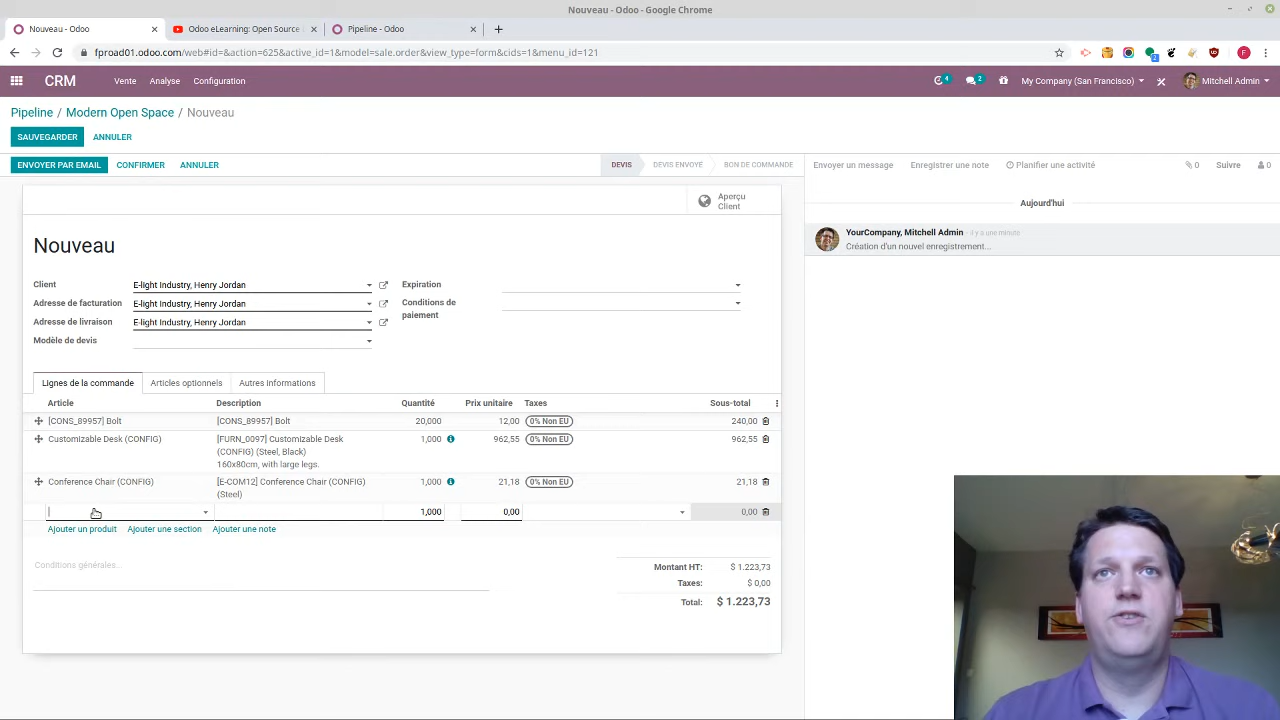 Nouveau - Odoo - Google Chrome
Nouveau - Odoo
Odoo eLearning: Open Source
Pipeline - Odoo
fproad01.odoo.com/web#id=&action=625&active_id=1&model=sale.order&view_type=form&cids=1&menu_id=121
2
F
CRM Vente Analyse Configuration
4 2 My Company (San Francisco) Mitchell Admin
Pipeline / Modern Open Space / Nouveau
SAUVEGARDER ANNULER
ENVOYER PAR EMAIL CONFIRMER ANNULER
DEVIS DEVIS ENVOYÉ BON DE COMMANDE
Envoyer un message Enregistrer une note Planifier une activité 0 Suivre 0
Aperçu
Client
Aujourd'hui
YourCompany, Mitchell Admin - il y a une minute
Création d'un nouvel enregistrement...
Nouveau
Client E-light Industry, Henry Jordan
Adresse de facturation E-light Industry, Henry Jordan
Adresse de livraison E-light Industry, Henry Jordan
Modèle de devis
Expiration
Conditions de
paiement
Lignes de la commande Articles optionnels Autres informations
Article Description Quantité Prix unitaire Taxes Sous-total
[CONS_89957] Bolt [CONS_89957] Bolt 20,000 12,00 0% Non EU 240,00
Customizable Desk (CONFIG) [FURN_0097] Customizable Desk 1,000 962,55 0% Non EU 962,55
(CONFIG) (Steel, Black)
160x80cm, with large legs.
Conference Chair (CONFIG) [E-COM12] Conference Chair (CONFIG) 1,000 21,18 0% Non EU 21,18
(Steel)
1,000 0,00 0,00
Ajouter un produit Ajouter une section Ajouter une note
Conditions générales...
Montant HT: $ 1.223,73
Taxes: $ 0,00
Total: $ 1.223,73